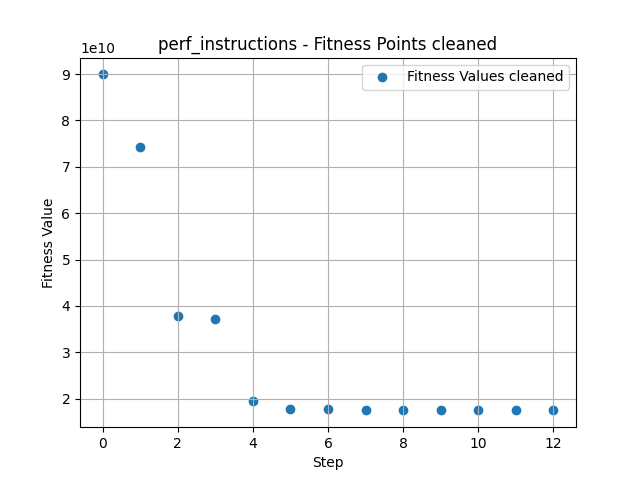 perf_instructions - Fitness Points cleaned
1e10
Fitness Values cleaned
9
8
7
6
5
4
3
2
Fitness Value
0 2 4 6 8 10 12
Step